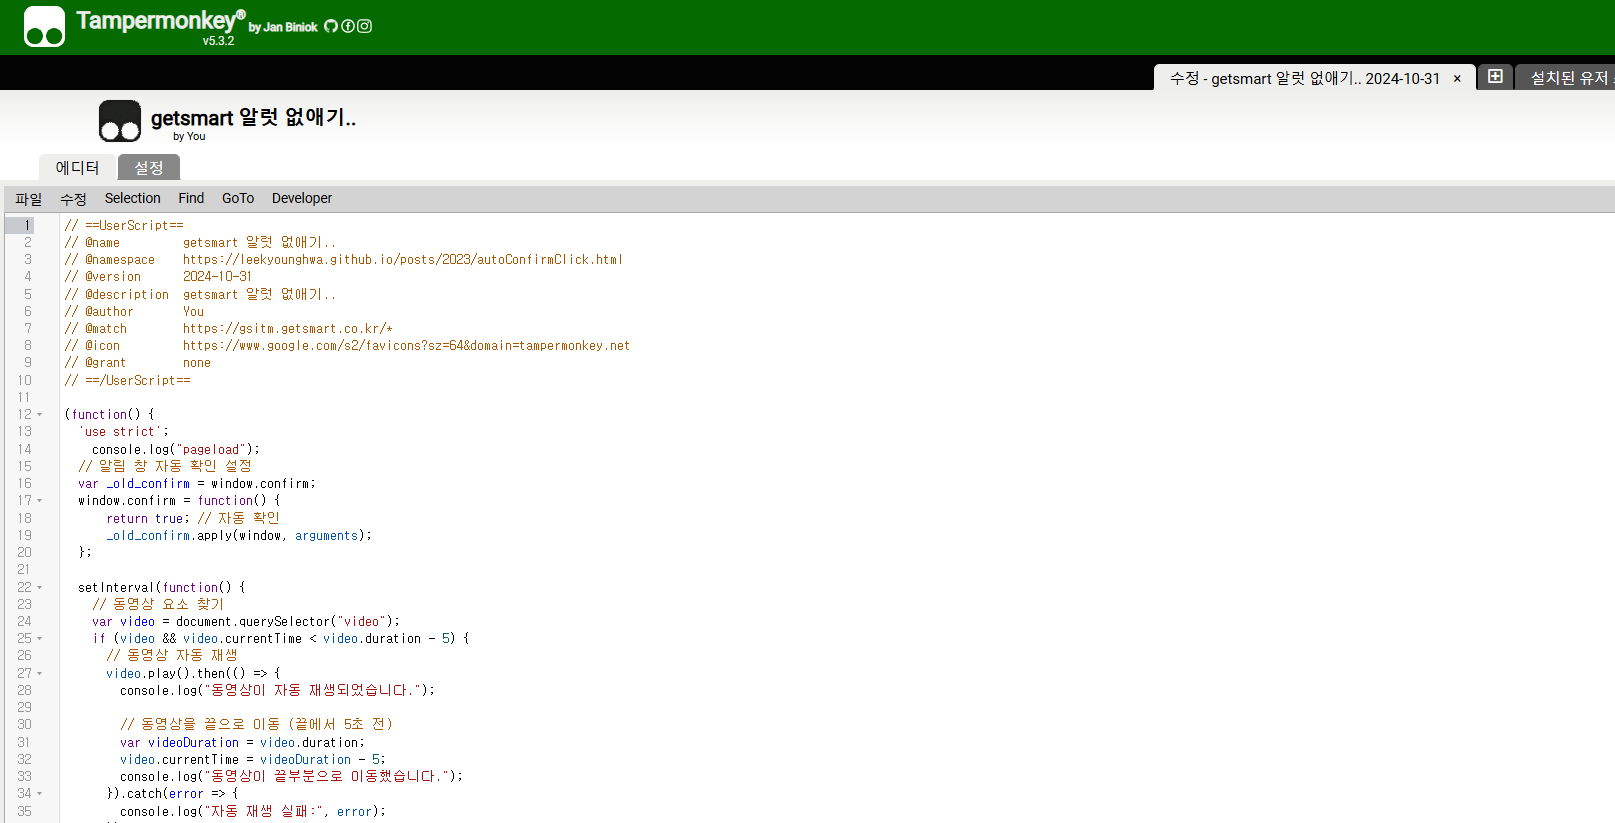 Tampermonkey® by Jan Biniok
v5.3.2
수정 - getsmart 알럿 없애기.. 2024-10-31 ×
설치된 유저
getsmart 알럿 없애기..
by You
에디터 설정
파일 수정 Selection Find GoTo Developer
1 // ==UserScript==
2 // @name         getsmart 알럿 없애기..
3 // @namespace    https://leekyounghwa.github.io/posts/2023/autoConfirmClick.html
4 // @version      2024-10-31
5 // @description  getsmart 알럿 없애기..
6 // @author       You
7 // @match        https://gsitm.getsmart.co.kr/*
8 // @icon         https://www.google.com/s2/favicons?sz=64&domain=tampermonkey.net
9 // @grant        none
10 // ==/UserScript==
11
12 (function() {
13   'use strict';
14     console.log("pageload");
15   // 알림 창 자동 확인 설정
16   var _old_confirm = window.confirm;
17   window.confirm = function() {
18       return true; // 자동 확인
19       _old_confirm.apply(window, arguments);
20   };
21
22   setInterval(function() {
23     // 동영상 요소 찾기
24     var video = document.querySelector("video");
25     if (video && video.currentTime < video.duration - 5) {
26       // 동영상 자동 재생
27       video.play().then(() => {
28         console.log("동영상이 자동 재생되었습니다.");
29
30         // 동영상을 끝으로 이동 (끝에서 5초 전)
31         var videoDuration = video.duration;
32         video.currentTime = videoDuration - 5;
33         console.log("동영상이 끝부분으로 이동했습니다.");
34       }).catch(error => {
35         console.log("자동 재생 실패:", error);